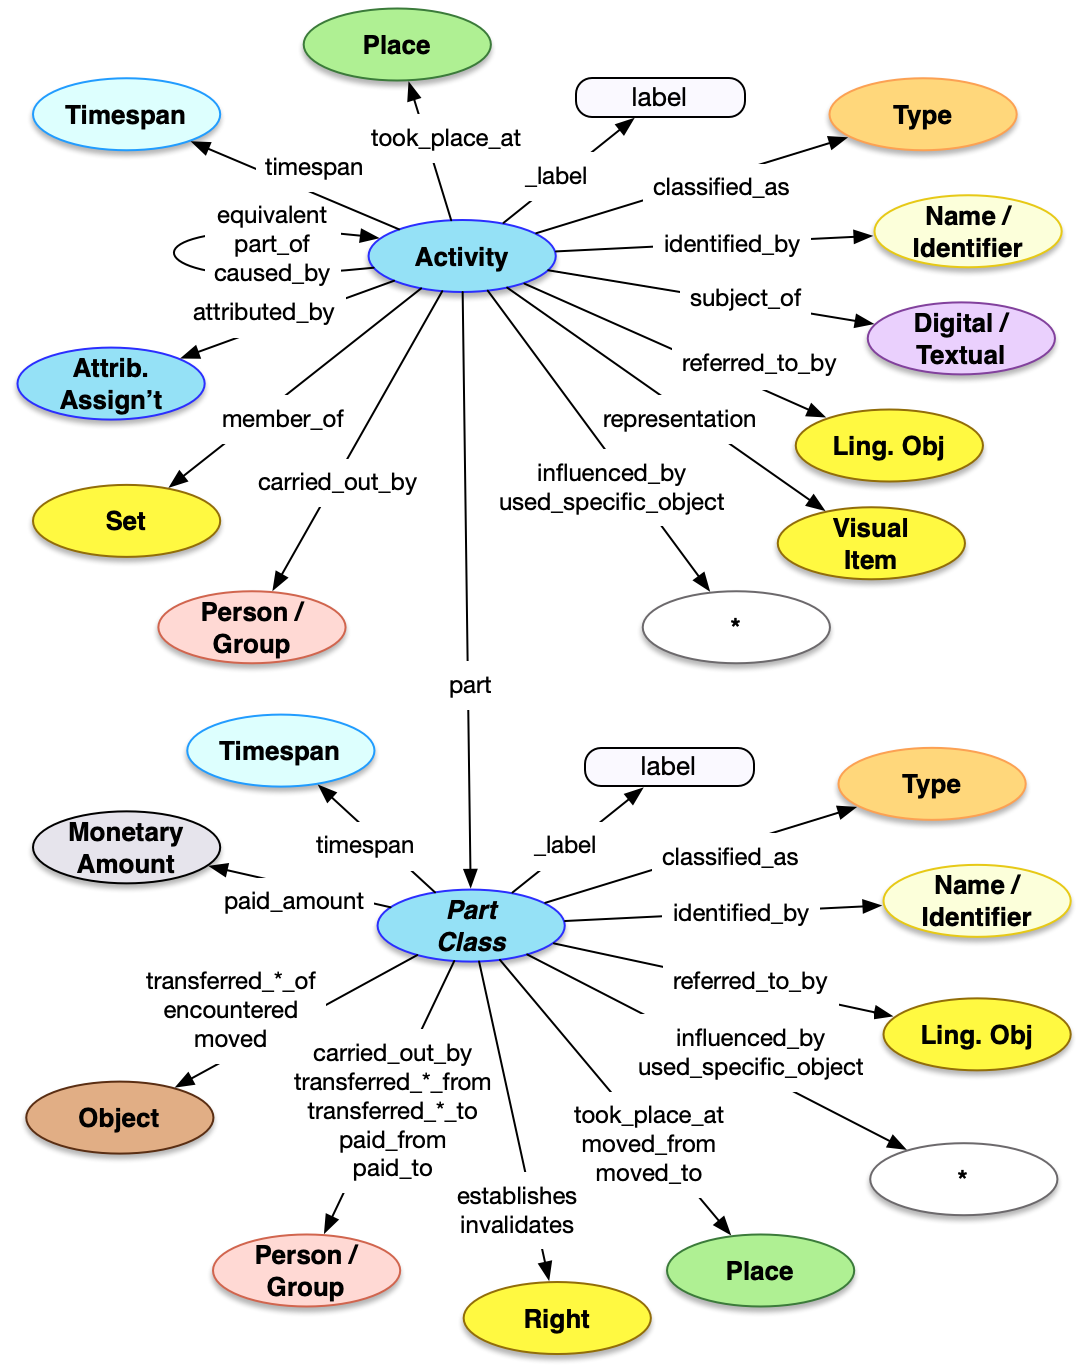 Place
label
Timespan
Type
took_place_at
timespan
_label
classified_as
equivalent
part_of
caused_by
Activity
identified_by
Name /
Identifier
attributed_by
subject_of
Digital /
Textual
Attrib.
Assign't
referred_to_by
member_of
representation
Ling. Obj
carried_out_by
influenced_by
used_specific_object
Set
Visual
Item
Person /
Group
*
part
Timespan
label
Type
Monetary
Amount
timespan
_label
classified_as
paid_amount
Part
Class
identified_by
Name /
Identifier
transferred_*_of
encountered
moved
referred_to_by
Ling. Obj
carried_out_by
transferred_*_from
transferred_*_to
paid_from
paid_to
influenced_by
used_specific_object
Object
took_place_at
moved_from
moved_to
*
establishes
invalidates
Person /
Group
Right
Place